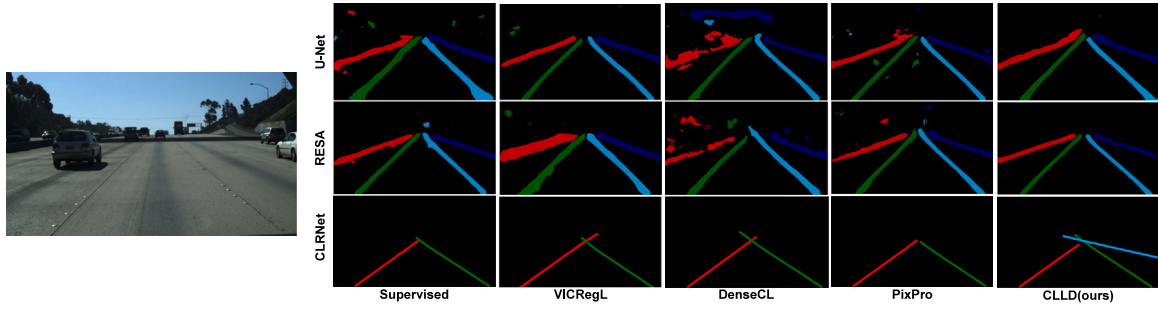 U-Net
RESA
CLRNet
Supervised
VICRegL
DenseCL
PixPro
CLLD(ours)